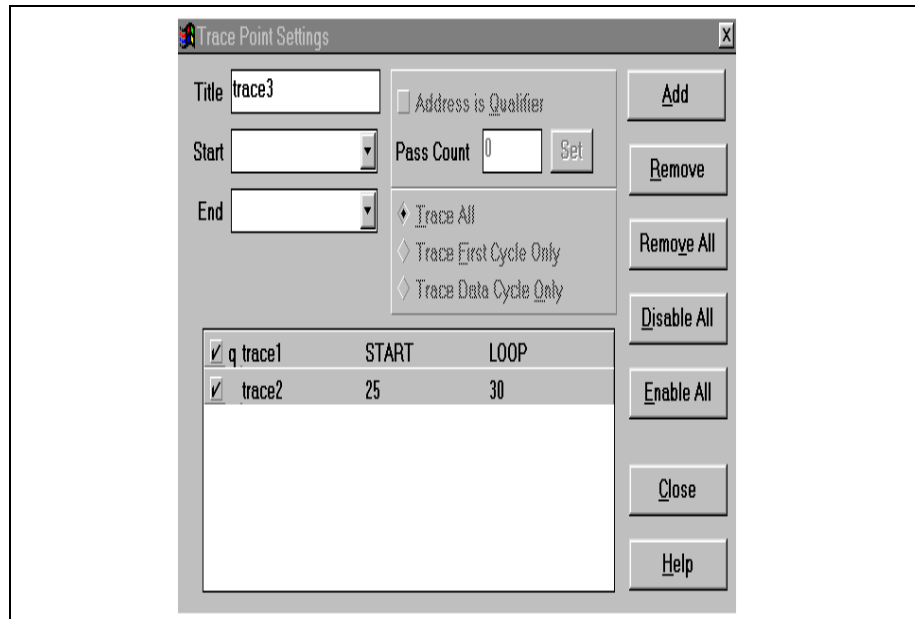 Trace Point Settings
Title trace3
Start
End
Address is Qualifier
Pass Count 0 Set
Trace All
Trace First Cycle Only
Trace Data Cycle Only
q trace1 START LOOP
trace2 25 30
Add
Remove
Remove All
Disable All
Enable All
Close
Help